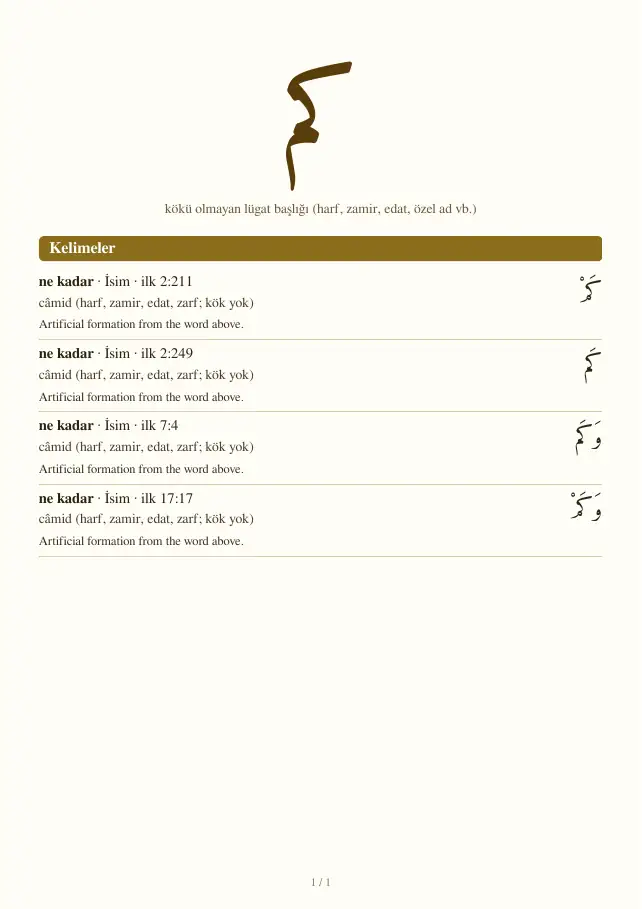 كم
kökü olmayan lügat başlığı (harf, zamir, edat, özel ad vb.)
Kelimeler
ne kadar · İsim · ilk 2:211 كَمْ
câmid (harf, zamir, edat, zarf; kök yok)
Artificial formation from the word above.
ne kadar · İsim · ilk 2:249 كَم
câmid (harf, zamir, edat, zarf; kök yok)
Artificial formation from the word above.
ne kadar · İsim · ilk 7:4 وَكَم
câmid (harf, zamir, edat, zarf; kök yok)
Artificial formation from the word above.
ne kadar · İsim · ilk 17:17 وَكَمْ
câmid (harf, zamir, edat, zarf; kök yok)
Artificial formation from the word above.
1 / 1